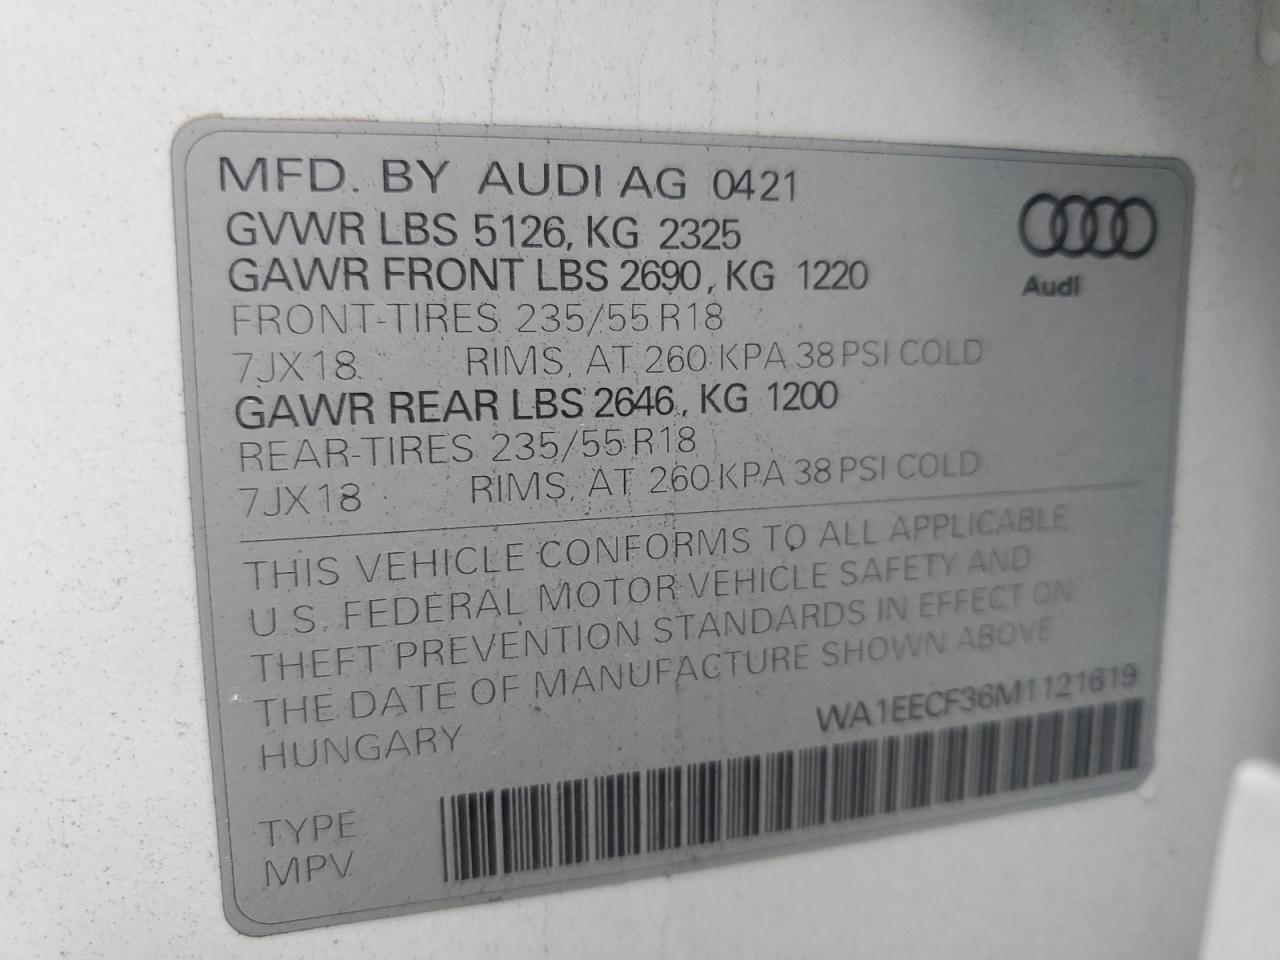 MFD. BY AUDI AG 0421
GVWR LBS 5126, KG 2325
GAWR FRONT LBS 2690, KG 1220
FRONT-TIRES 235/55 R18
7JX18 RIMS, AT 260 KPA 38 PSI COLD
GAWR REAR LBS 2646, KG 1200
REAR-TIRES 235/55 R18
7JX18 RIMS, AT 260 KPA 38 PSI COLD
Audi
THIS VEHICLE CONFORMS TO ALL APPLICABLE
U.S. FEDERAL MOTOR VEHICLE SAFETY AND
THEFT PREVENTION STANDARDS IN EFFECT ON
THE DATE OF MANUFACTURE SHOWN ABOVE
HUNGARY
WA1EECF36M1121619
TYPE
MPV